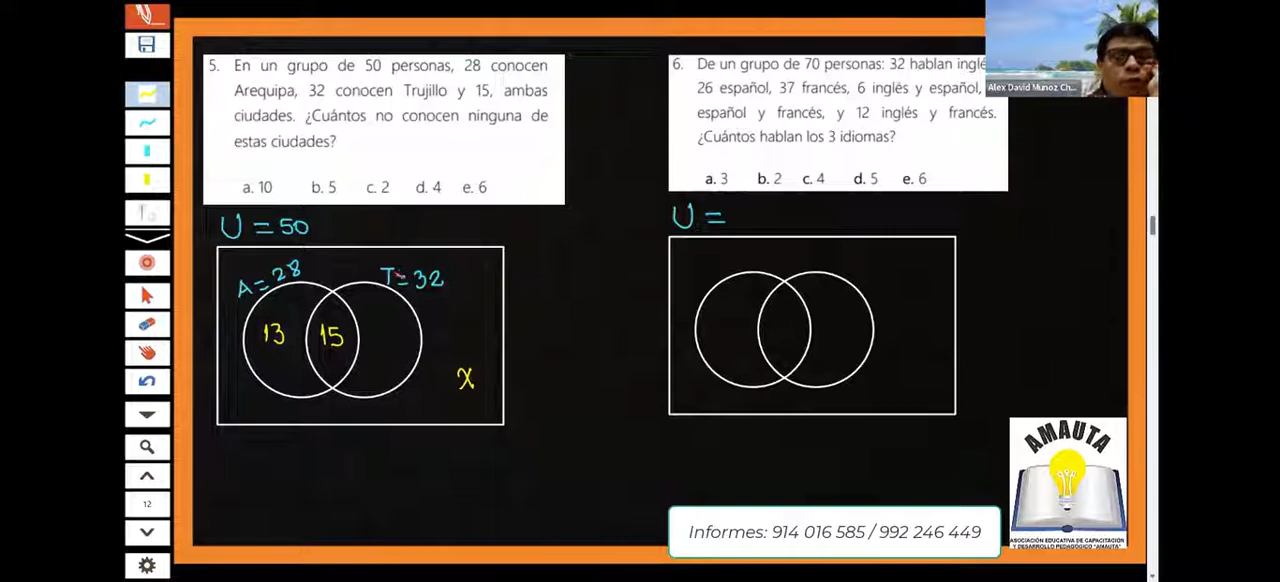 5. En un grupo de 50 personas, 28 conocen
Arequipa, 32 conocen Trujillo y 15, ambas
ciudades. ¿Cuántos no conocen ninguna de
estas ciudades?
a. 10 b. 5 c. 2 d. 4 e. 6
U = 50
A = 28
T = 32
13
15
x
6. De un grupo de 70 personas: 32 hablan
26 español, 37 francés, 6 inglés y español,
español y francés, y 12 inglés y francés.
¿Cuántos hablan los 3 idiomas?
a. 3 b. 2 c. 4 d. 5 e. 6
U =
Alex David Munoz Ch...
12
AMAUTA
ASOCIACIÓN EDUCATIVA DE CAPACITACIÓN
Y DESARROLLO PEDAGÓGICO "AMAUTA"
Informes: 914 016 585 / 992 246 449